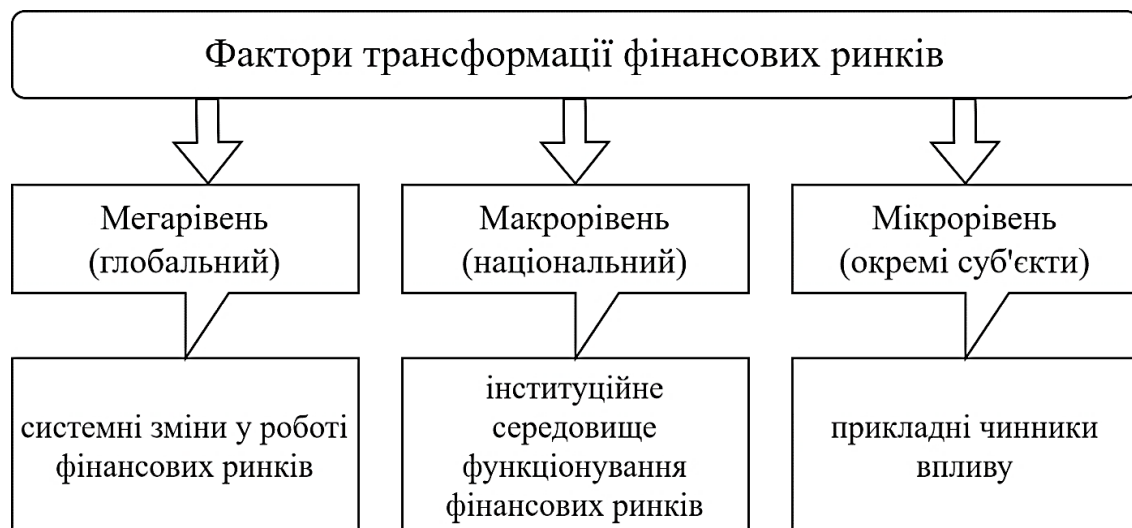 Фактори трансформації фінансових ринків
Мегарівень
(глобальний)
Макрорівень
(національний)
Мікрорівень
(окремі суб'єкти)
системні зміни у роботі
фінансових ринків
інституційне
середовище
функціонування
фінансових ринків
прикладні чинники
впливу